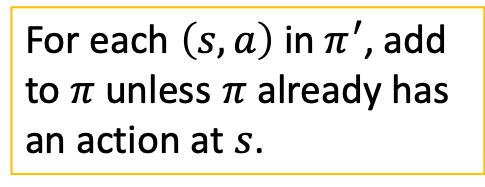 For each (𝑠, 𝑎) in 𝜋′, add
to 𝜋 unless 𝜋 already has
an action at 𝑠.